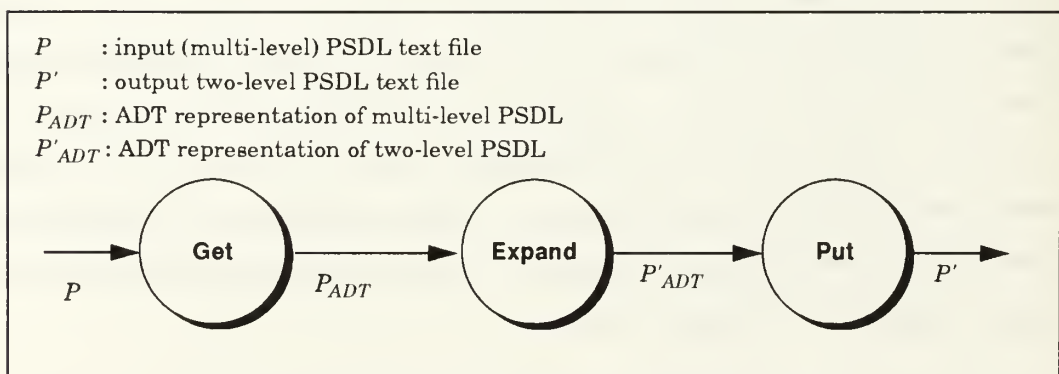 P : input (multi-level) PSDL text file
P' : output two-level PSDL text file
P_ADT : ADT representation of multi-level PSDL
P'_ADT : ADT representation of two-level PSDL
Get Expand Put
P P_ADT P'_ADT P'